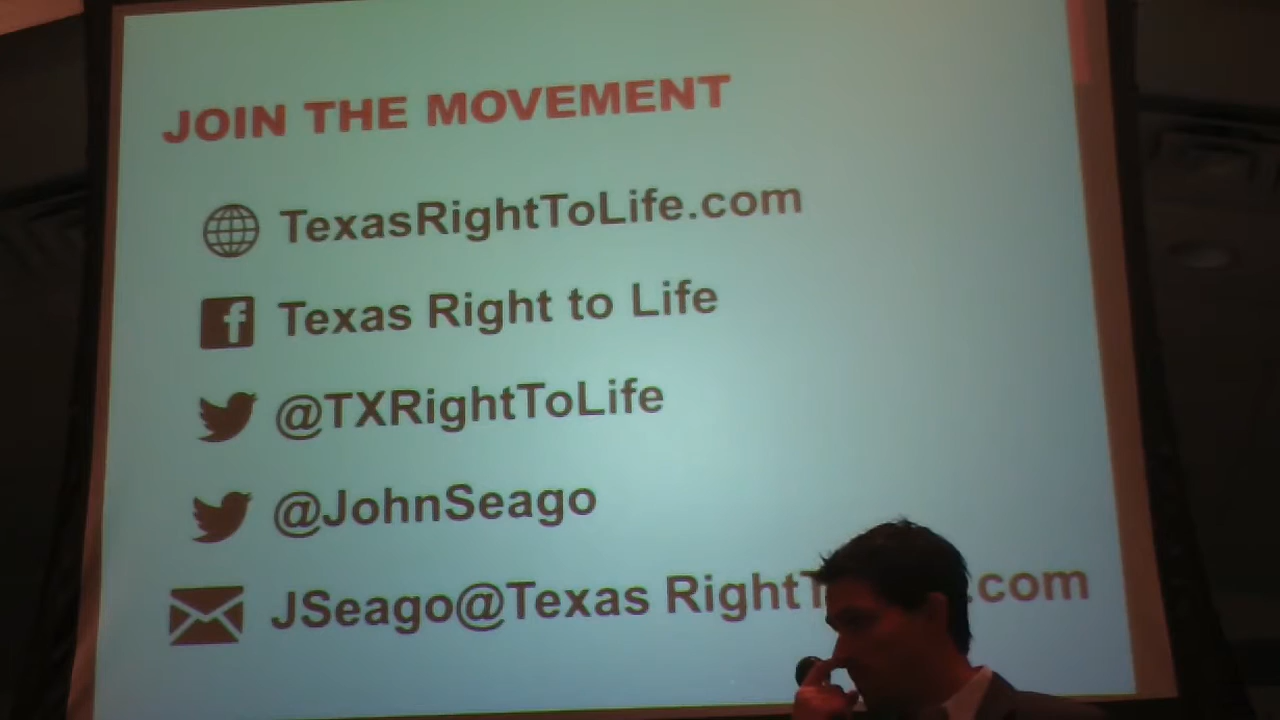 JOIN THE MOVEMENT
TexasRightToLife.com
Texas Right to Life
@TXRightToLife
@JohnSeago
JSeago@Texas RightT .com